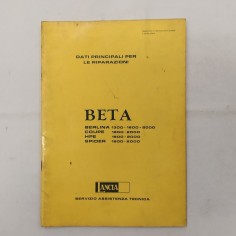 DATI PRINCIPALI PER
LE RIPARAZIONI
BETA
BERLINA 1300-1600-2000
COUPÉ 1600-2000
HPE 1600-2000
SPIDER 1600-2000
LANCIA
SERVIZIO ASSISTENZA TECNICA